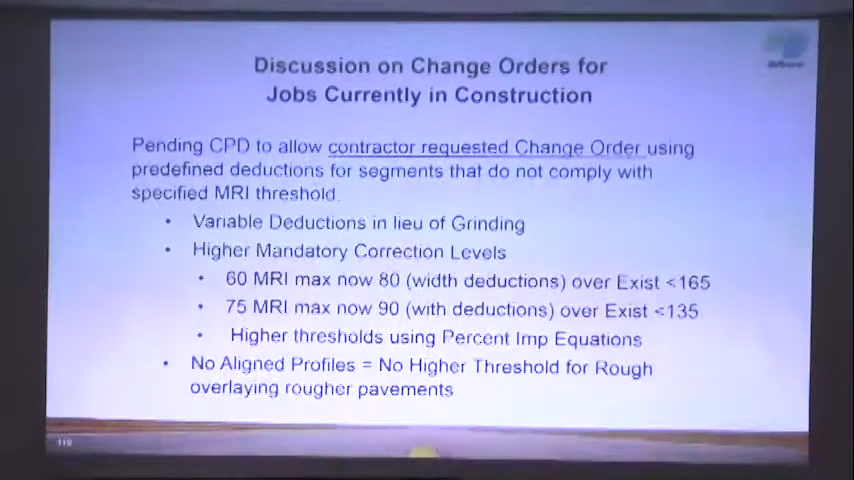 Discussion on Change Orders for
Jobs Currently in Construction
Pending CPD to allow contractor requested Change Order using
predefined deductions for segments that do not comply with
specified MRI threshold.
• Variable Deductions in lieu of Grinding
• Higher Mandatory Correction Levels
• 60 MRI max now 80 (width deductions) over Exist <165
• 75 MRI max now 90 (with deductions) over Exist <135
• Higher thresholds using Percent Imp Equations
• No Aligned Profiles = No Higher Threshold for Rough
overlaying rougher pavements